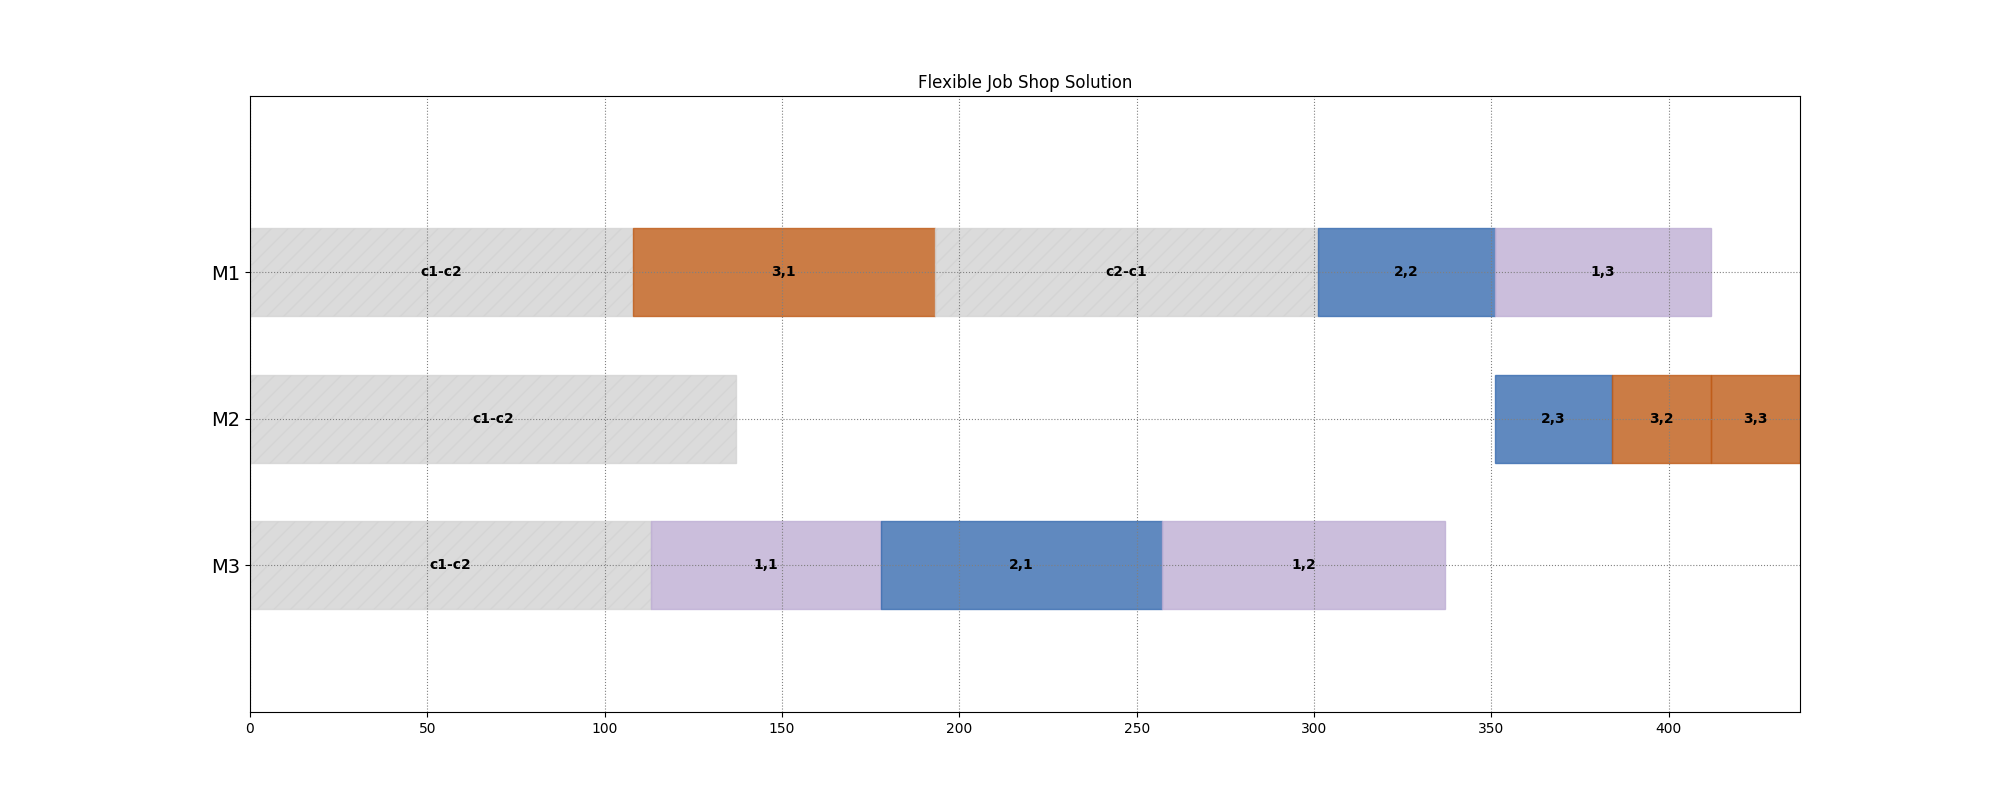 Flexible Job Shop Solution
M1 c1-c2 3,1 c2-c1 2,2 1,3
M2 c1-c2 2,3 3,2 3,3
M3 c1-c2 1,1 2,1 1,2
0 50 100 150 200 250 300 350 400